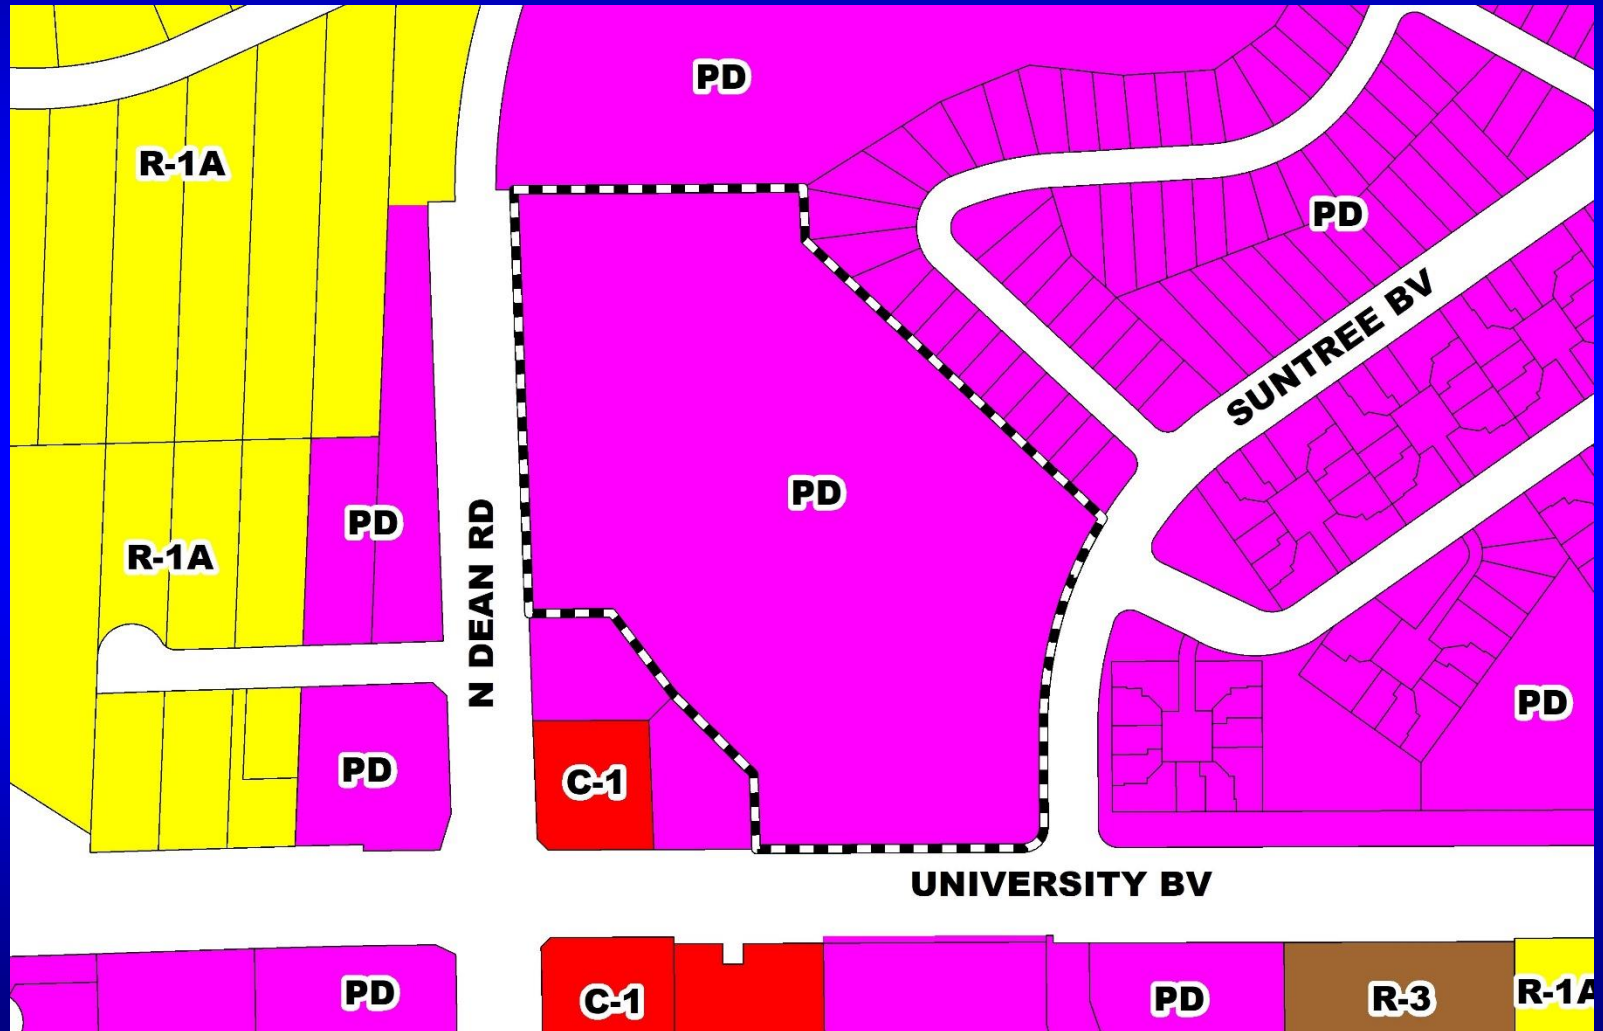 PD
R-1A
PD
SUNTREE BV
PD
PD
R-1A
N DEAN RD
PD
PD
C-1
UNIVERSITY BV
PD
C-1
PD
R-3
R-1A